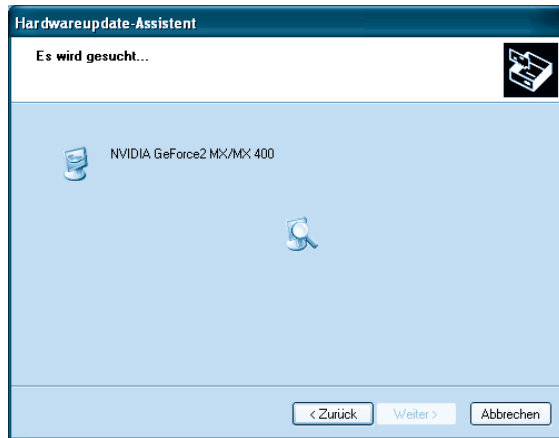 Hardwareupdate-Assistent
Es wird gesucht...
NVIDIA GeForce2 MX/MX 400
< Zurück
Weiter >
Abbrechen